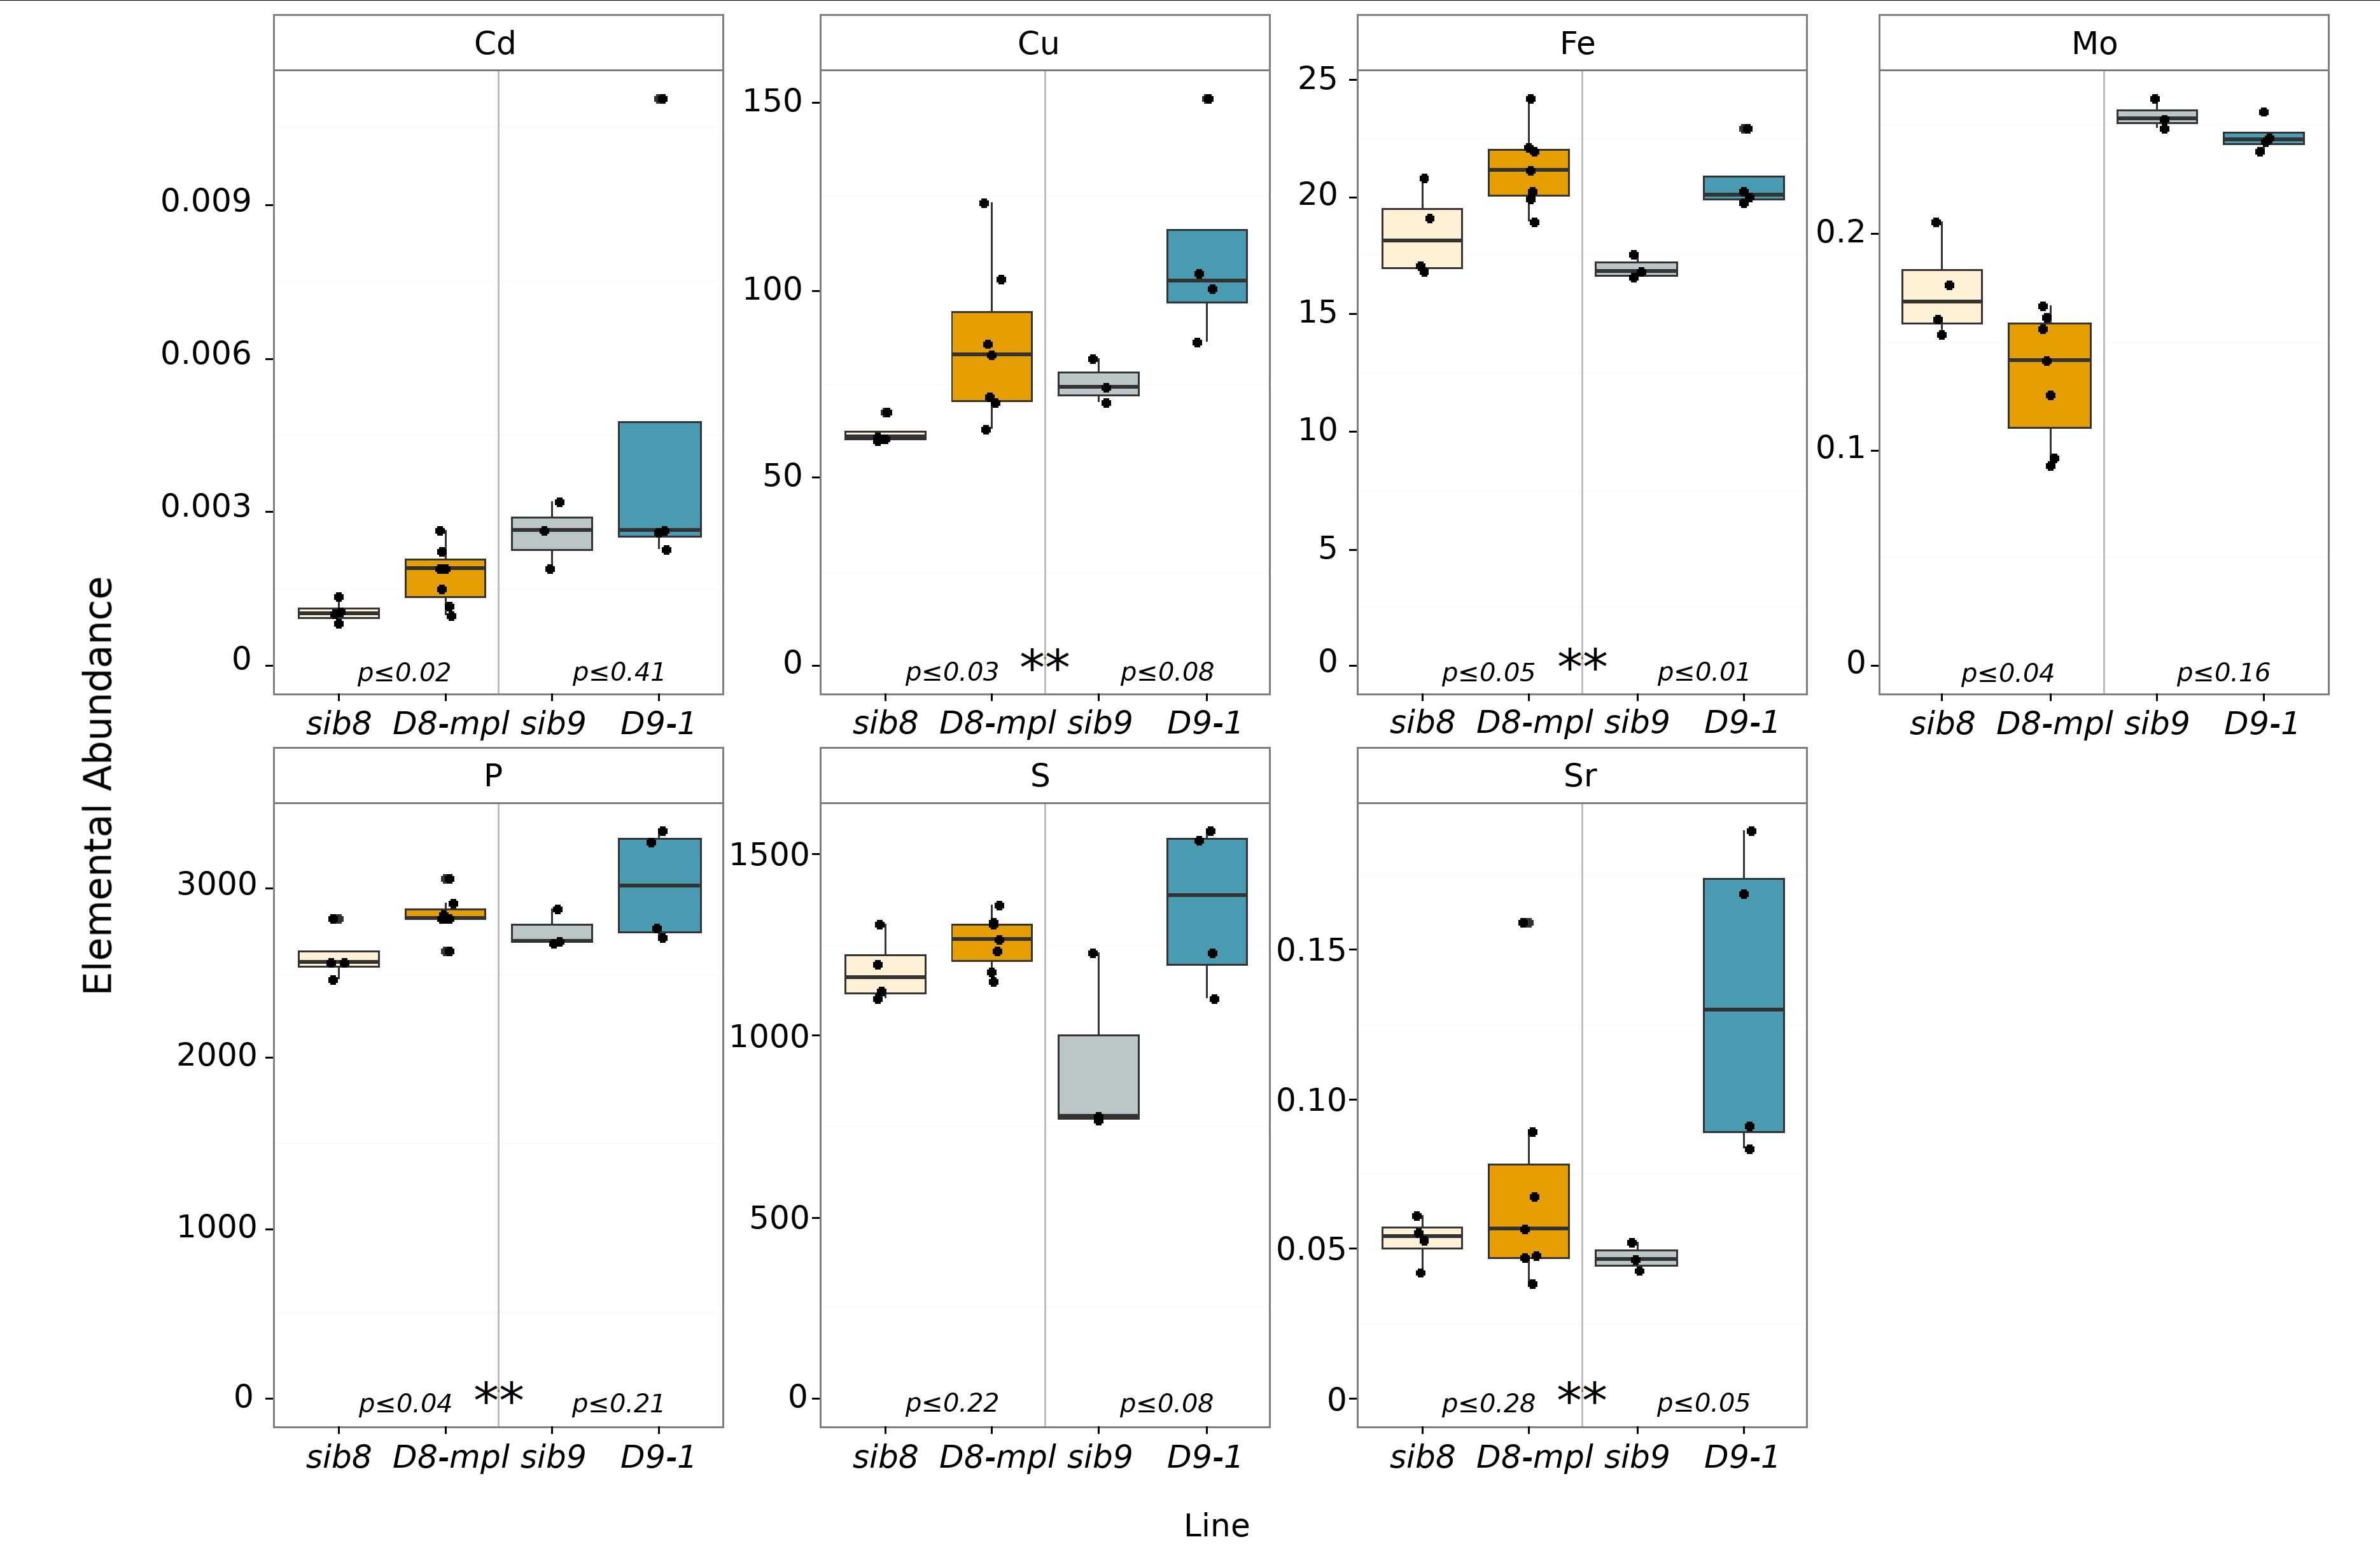 Cd Cu Fe Mo
Elemental Abundance
0.009
0.006
0.003
0
p≤0.02 p≤0.41
sib8 D8-mpl sib9 D9-1
150
100
50
0
p≤0.03 ** p≤0.08
sib8 D8-mpl sib9 D9-1
25
20
15
10
5
0
p≤0.05 ** p≤0.01
sib8 D8-mpl sib9 D9-1
0.2
0.1
0
p≤0.04 p≤0.16
sib8 D8-mpl sib9 D9-1
P S Sr
3000
2000
1000
0
p≤0.04 ** p≤0.21
sib8 D8-mpl sib9 D9-1
1500
1000
500
0
p≤0.22 p≤0.08
sib8 D8-mpl sib9 D9-1
0.15
0.10
0.05
0
p≤0.28 ** p≤0.05
sib8 D8-mpl sib9 D9-1
Line